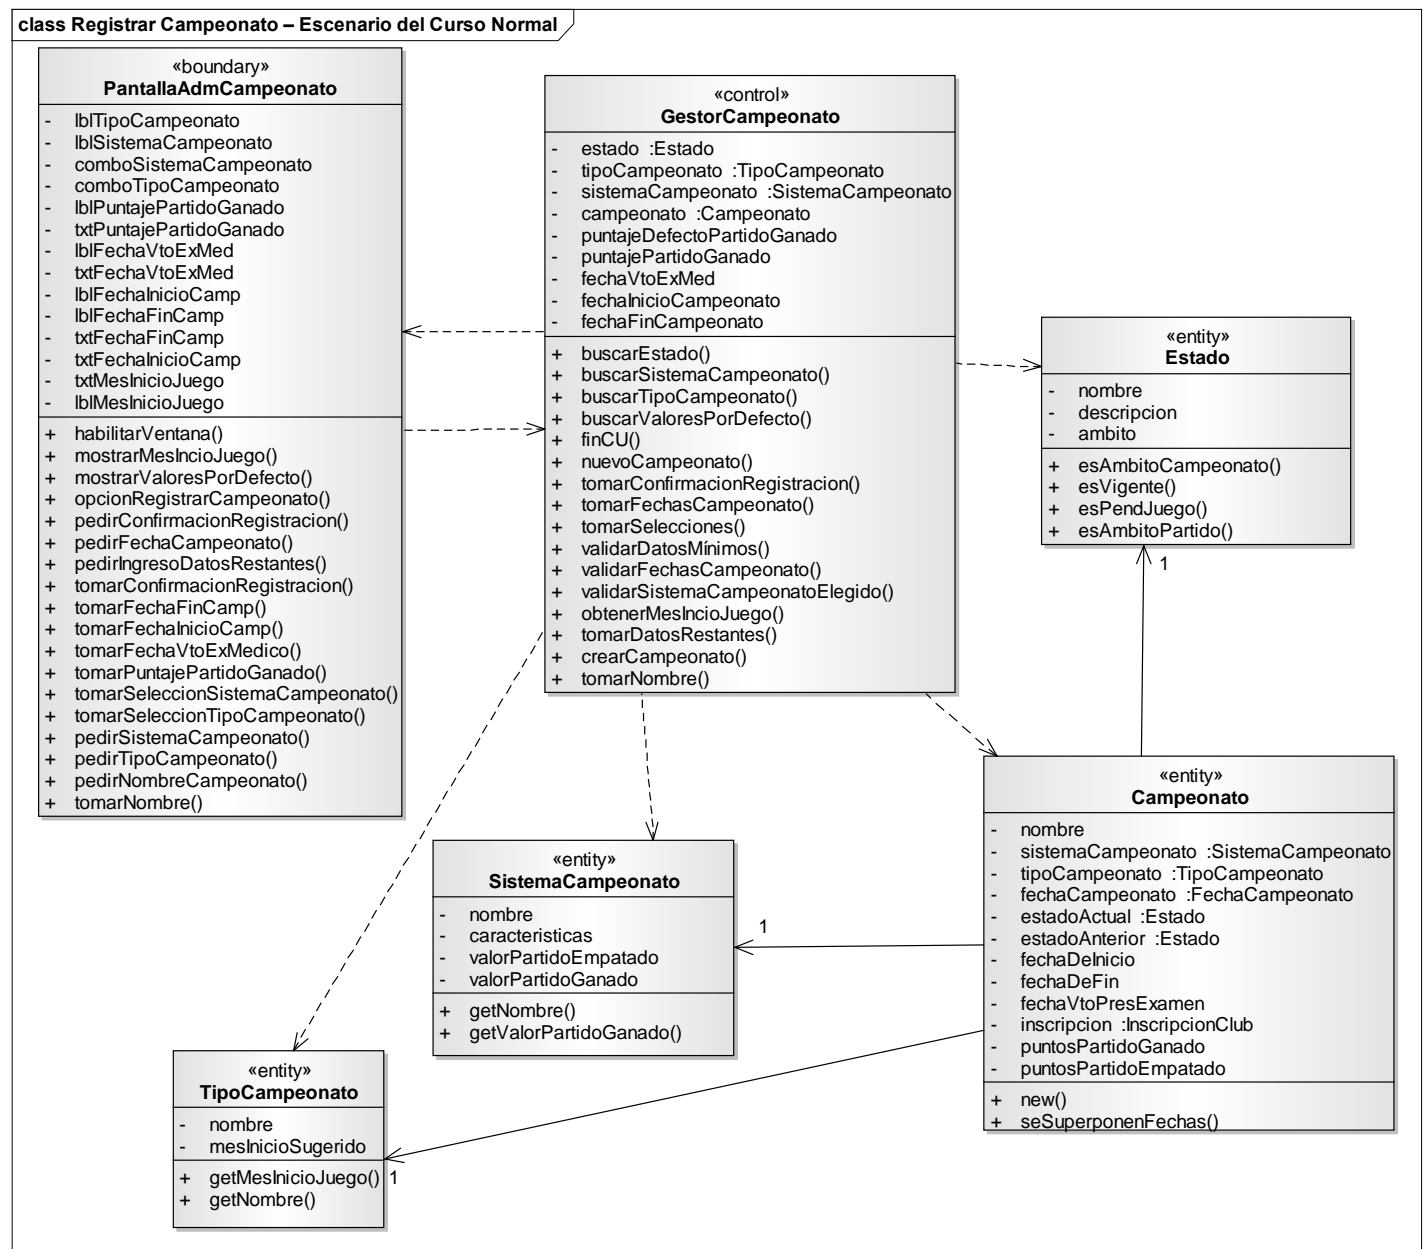 class Registrar Campeonato – Escenario del Curso Normal
«boundary»
PantallaAdmCampeonato
- lblTipoCampeonato
- lblSistemaCampeonato
- comboSistemaCampeonato
- comboTipoCampeonato
- lblPuntajePartidoGanado
- txtPuntajePartidoGanado
- lblFechaVtoExMed
- txtFechaVtoExMed
- lblFechaInicioCamp
- lblFechaFinCamp
- txtFechaFinCamp
- txtFechaInicioCamp
- txtMesInicioJuego
- lblMesInicioJuego
+ habilitarVentana()
+ mostrarMesIncioJuego()
+ mostrarValoresPorDefecto()
+ opcionRegistrarCampeonato()
+ pedirConfirmacionRegistracion()
+ pedirFechaCampeonato()
+ pedirIngresoDatosRestantes()
+ tomarConfirmacionRegistracion()
+ tomarFechaFinCamp()
+ tomarFechaInicioCamp()
+ tomarFechaVtoExMedico()
+ tomarPuntajePartidoGanado()
+ tomarSeleccionSistemaCampeonato()
+ tomarSeleccionTipoCampeonato()
+ pedirSistemaCampeonato()
+ pedirTipoCampeonato()
+ pedirNombreCampeonato()
+ tomarNombre()
«control»
GestorCampeonato
- estado :Estado
- tipoCampeonato :TipoCampeonato
- sistemaCampeonato :SistemaCampeonato
- campeonato :Campeonato
- puntajeDefectoPartidoGanado
- puntajePartidoGanado
- fechaVtoExMed
- fechaInicioCampeonato
- fechaFinCampeonato
+ buscarEstado()
+ buscarSistemaCampeonato()
+ buscarTipoCampeonato()
+ buscarValoresPorDefecto()
+ finCU()
+ nuevoCampeonato()
+ tomarConfirmacionRegistracion()
+ tomarFechasCampeonato()
+ tomarSelecciones()
+ validarDatosMínimos()
+ validarFechasCampeonato()
+ validarSistemaCampeonatoElegido()
+ obtenerMesIncioJuego()
+ tomarDatosRestantes()
+ crearCampeonato()
+ tomarNombre()
«entity»
Estado
- nombre
- descripcion
- ambito
+ esAmbitoCampeonato()
+ esVigente()
+ esPendJuego()
+ esAmbitoPartido()
1
«entity»
Campeonato
- nombre
- sistemaCampeonato :SistemaCampeonato
- tipoCampeonato :TipoCampeonato
- fechaCampeonato :FechaCampeonato
- estadoActual :Estado
- estadoAnterior :Estado
- fechaDeInicio
- fechaDeFin
- fechaVtoPresExamen
- inscripcion :InscripcionClub
- puntosPartidoGanado
- puntosPartidoEmpatado
+ new()
+ seSuperponenFechas()
«entity»
SistemaCampeonato
- nombre
- caracteristicas
- valorPartidoEmpatado
- valorPartidoGanado
+ getNombre()
+ getValorPartidoGanado()
1
«entity»
TipoCampeonato
- nombre
- mesInicioSugerido
+ getMesInicioJuego()
+ getNombre()
1